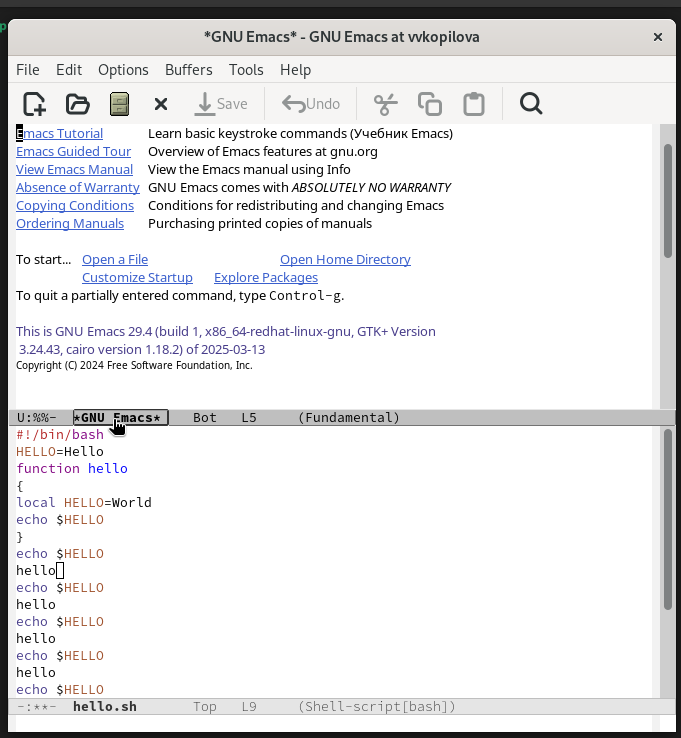 p
*GNU Emacs* - GNU Emacs at vvkopilova
File Edit Options Buffers Tools Help
Save Undo
Emacs Tutorial Learn basic keystroke commands (Учебник Emacs)
Emacs Guided Tour Overview of Emacs features at gnu.org
View Emacs Manual View the Emacs manual using Info
Absence of Warranty GNU Emacs comes with ABSOLUTELY NO WARRANTY
Copying Conditions Conditions for redistributing and changing Emacs
Ordering Manuals Purchasing printed copies of manuals
To start... Open a File Open Home Directory
Customize Startup Explore Packages
To quit a partially entered command, type Control-g.
This is GNU Emacs 29.4 (build 1, x86_64-redhat-linux-gnu, GTK+ Version
3.24.43, cairo version 1.18.2) of 2025-03-13
Copyright (C) 2024 Free Software Foundation, Inc.
U:%%- *GNU Emacs* Bot L5 (Fundamental)
#!/bin/bash
HELLO=Hello
function hello
{
local HELLO=World
echo $HELLO
}
echo $HELLO
hello
echo $HELLO
hello
echo $HELLO
hello
echo $HELLO
hello
echo $HELLO
-:**- hello.sh Top L9 (Shell-script[bash])